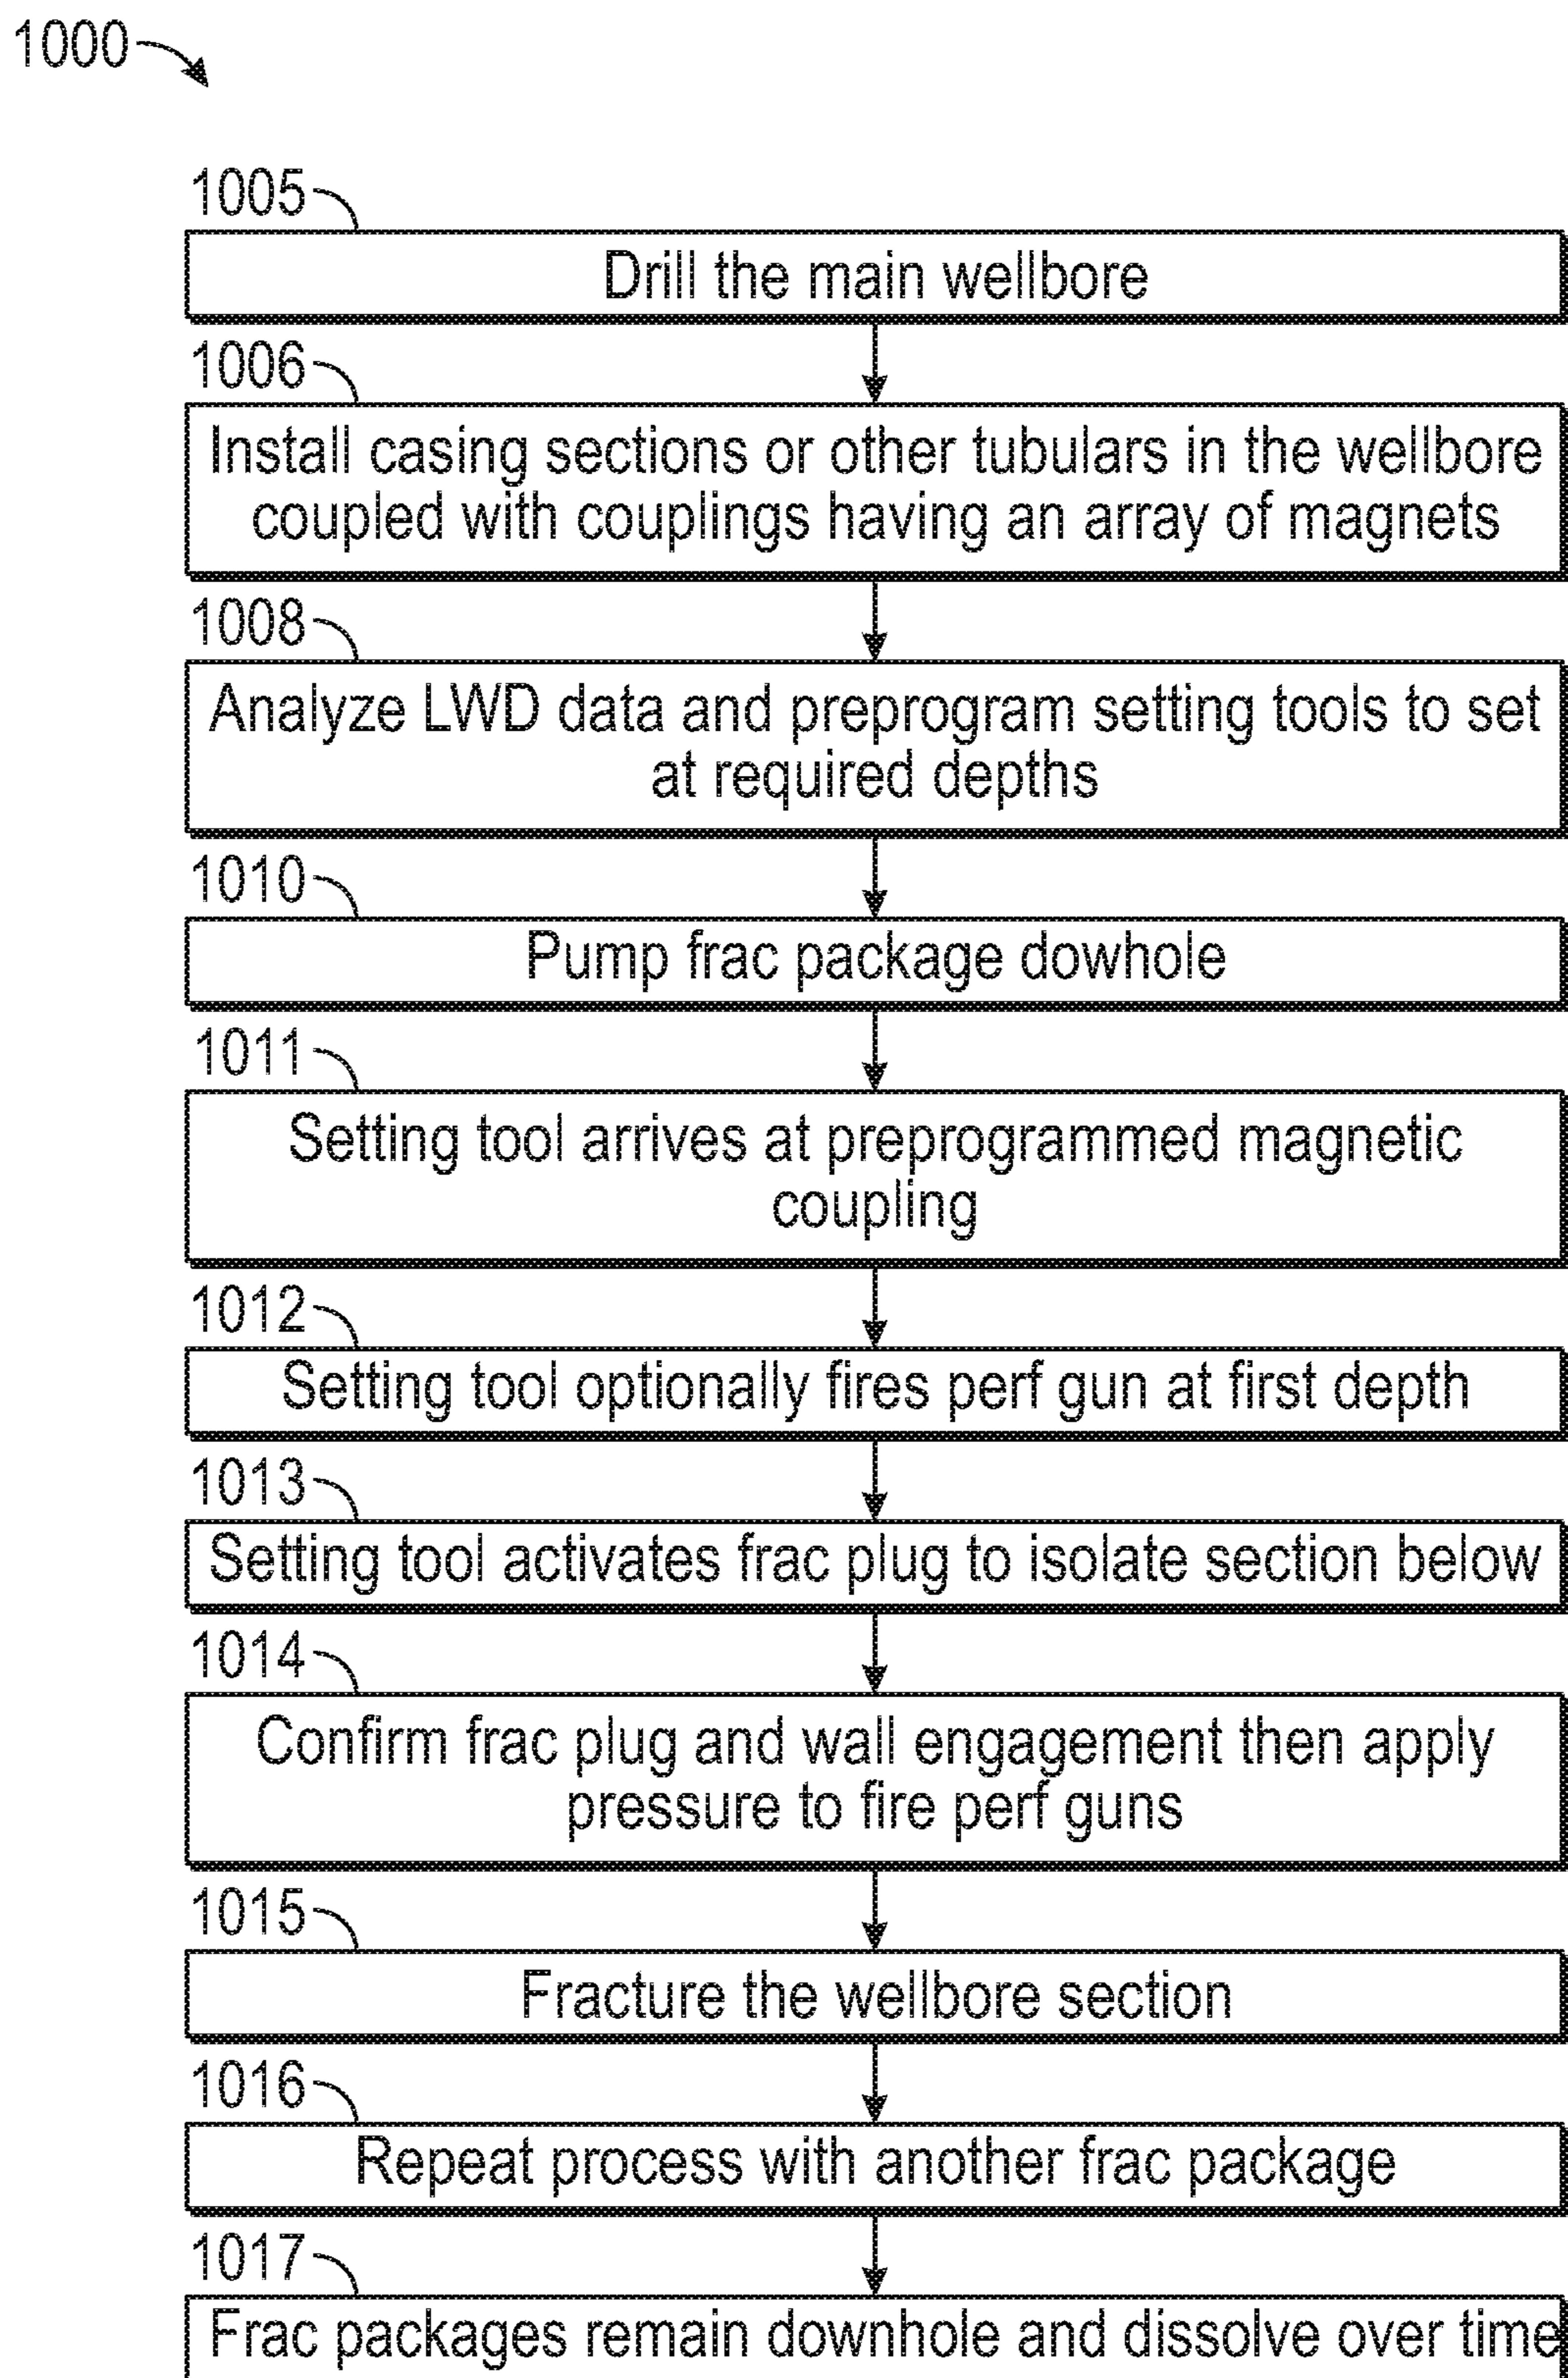 1000
1005
Drill the main wellbore
1006
Install casing sections or other tubulars in the wellbore
coupled with couplings having an array of magnets
1008
Analyze LWD data and preprogram setting tools to set
at required depths
1010
Pump frac package dowhole
1011
Setting tool arrives at preprogrammed magnetic
coupling
1012
Setting tool optionally fires perf gun at first depth
1013
Setting tool activates frac plug to isolate section below
1014
Confirm frac plug and wall engagement then apply
pressure to fire perf guns
1015
Fracture the wellbore section
1016
Repeat process with another frac package
1017
Frac packages remain downhole and dissolve over time